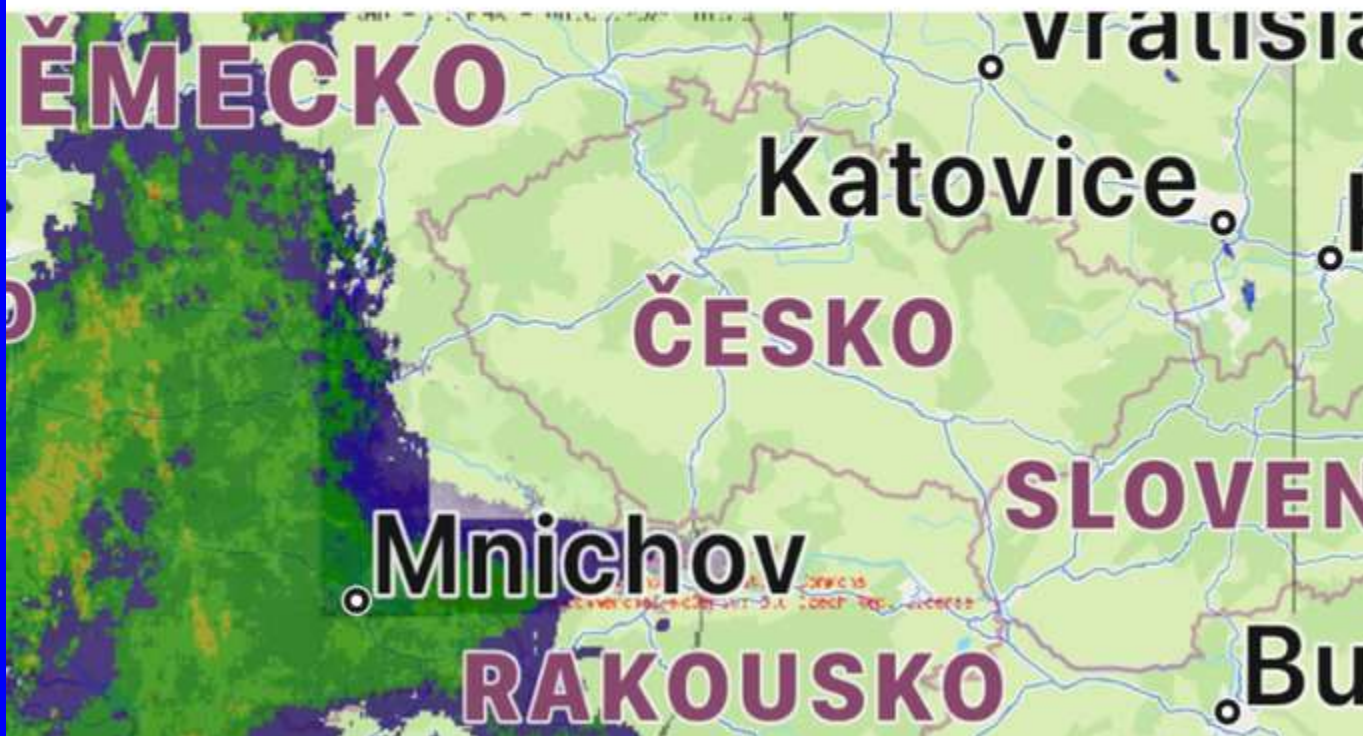 Vratisla
ĚMECKO
Katovice
ČESKO
SLOVEN
Mnichov
RAKOUSKO
Bu